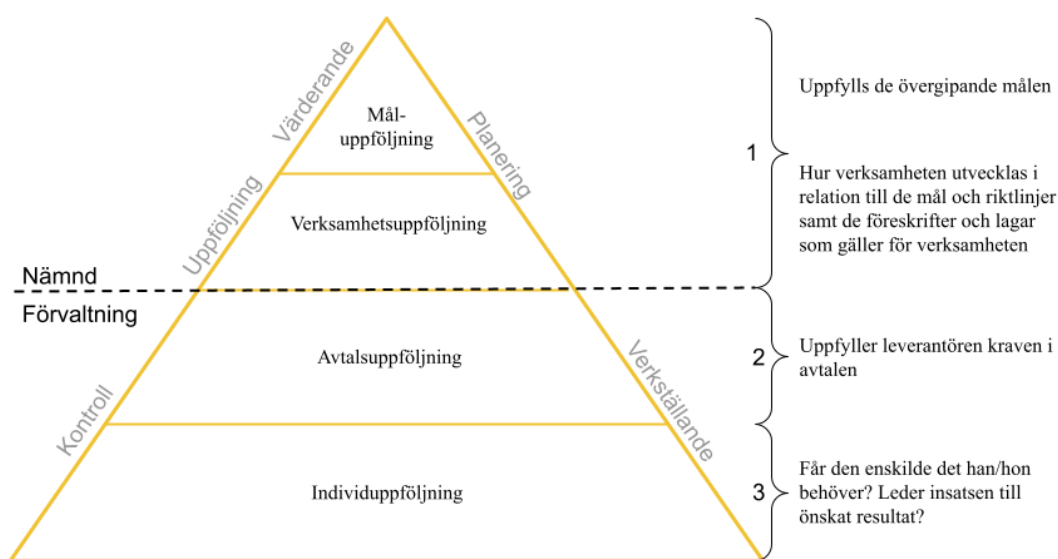 Värderande
Uppföljning
Kontroll
Planering
Verkställande
Mål-
uppföljning
Verksamhetsuppföljning
Nämnd
Förvaltning
Avtalsuppföljning
Individuppföljning
1
Uppfylls de övergipande målen
Hur verksamheten utvecklas i
relation till de mål och riktlinjer
samt de föreskrifter och lagar
som gäller för verksamheten
2
Uppfyller leverantören kraven i
avtalen
3
Får den enskilde det han/hon
behöver? Leder insatsen till
önskat resultat?